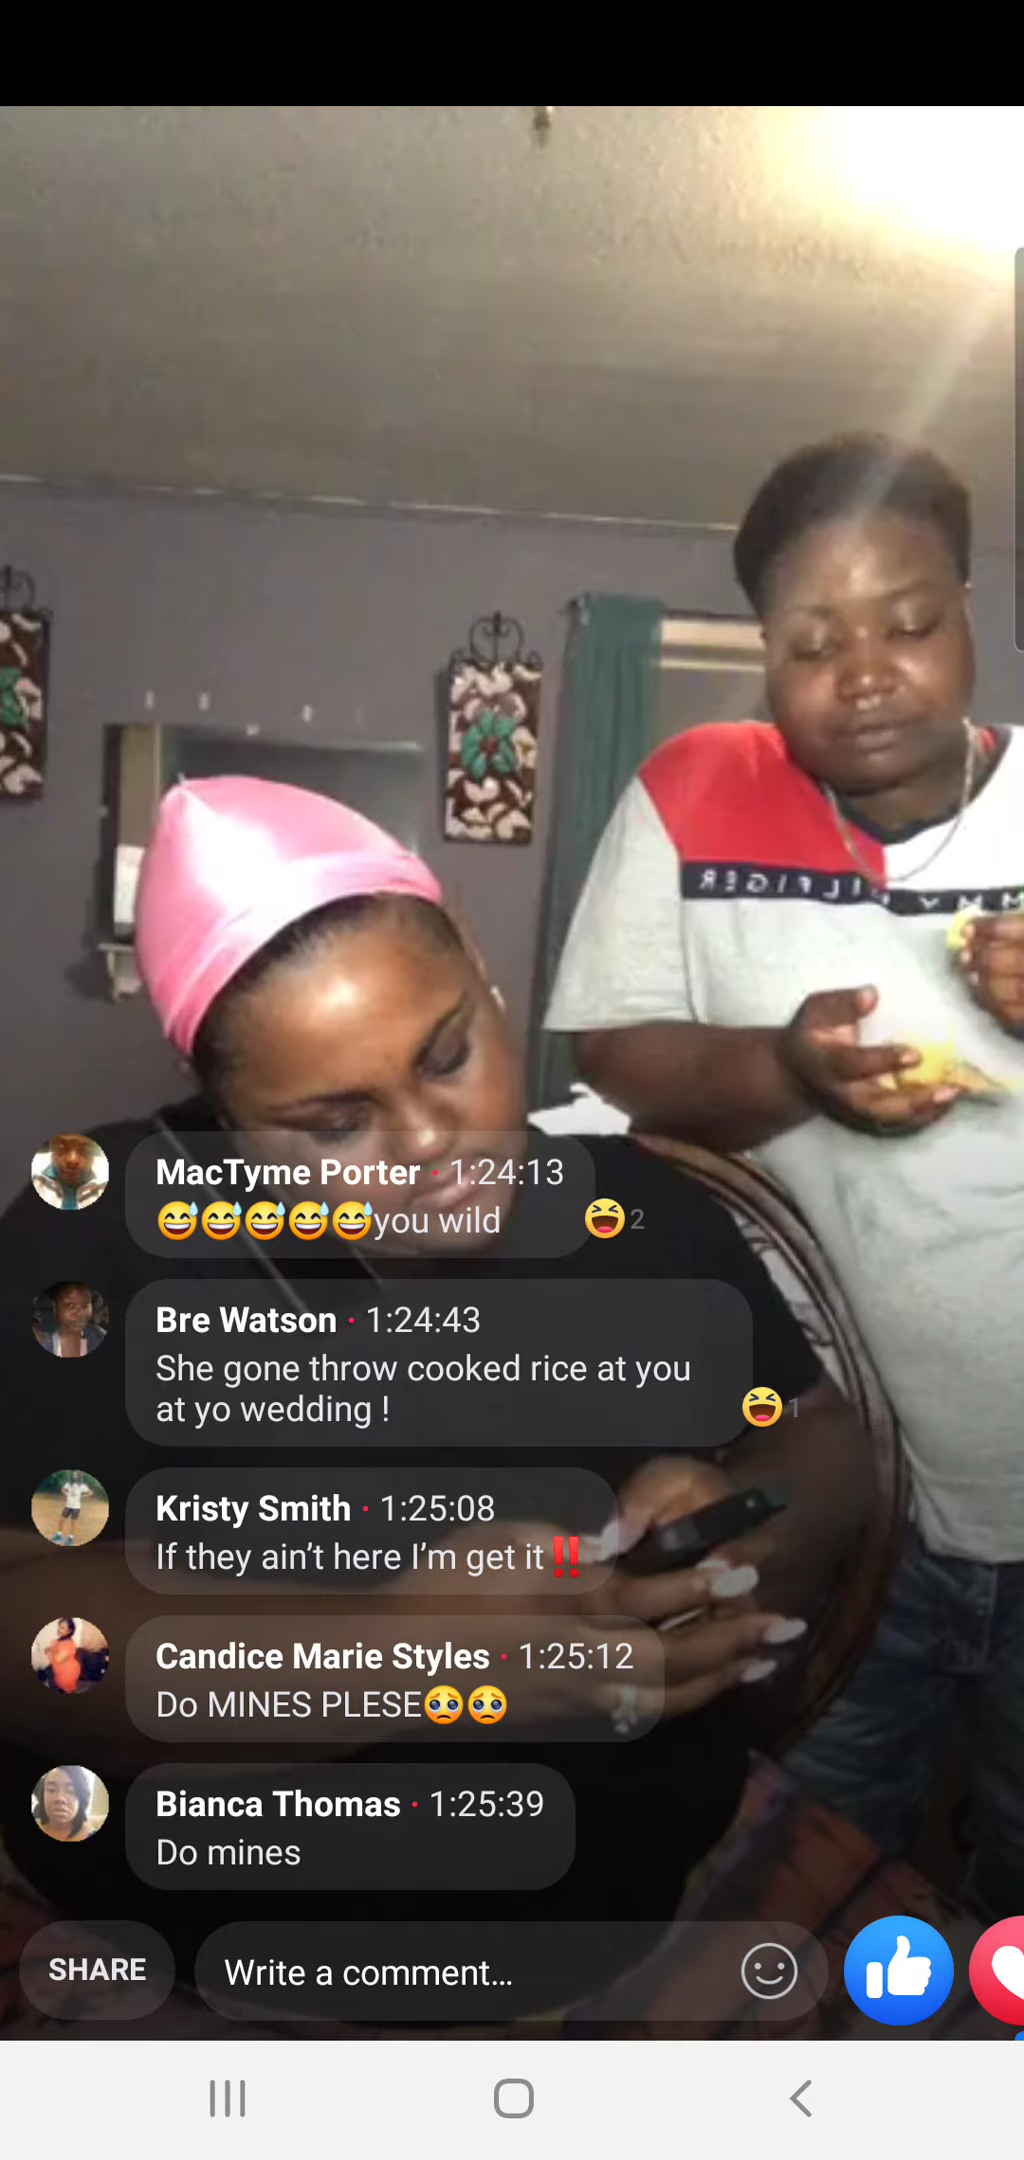 MMY HILFIGER
MacTyme Porter · 1:24:13
😅😅😅😅😅you wild
😆 2
Bre Watson · 1:24:43
She gone throw cooked rice at you
at yo wedding !
😆 1
Kristy Smith · 1:25:08
If they ain’t here I’m get it‼️
Candice Marie Styles · 1:25:12
Do MINES PLESE🥺🥺
Bianca Thomas · 1:25:39
Do mines
SHARE
Write a comment...